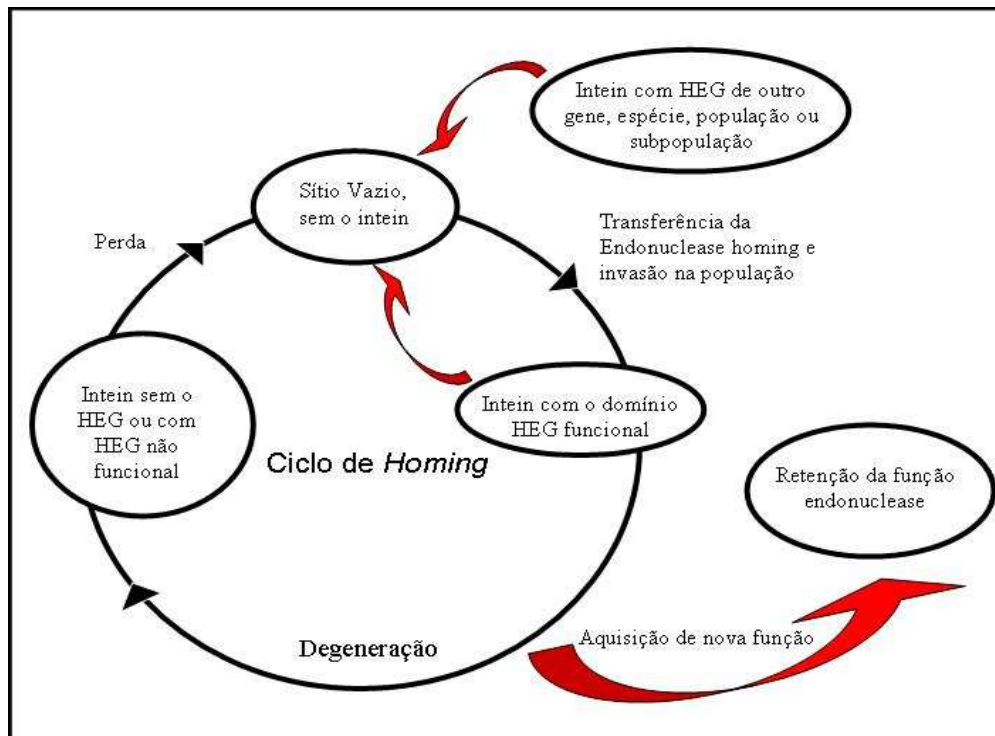 Intein com HEG de outro
gene, espécie, população ou
subpopulação
Sítio Vazio,
sem o intein
Perda
Transferência da
Endonuclease homing e
invasão na população
Intein sem o
HEG ou com
HEG não
funcional
Intein com o domínio
HEG funcional
Ciclo de Homing
Retenção da função
endonuclease
Degeneração
Aquisição de nova função